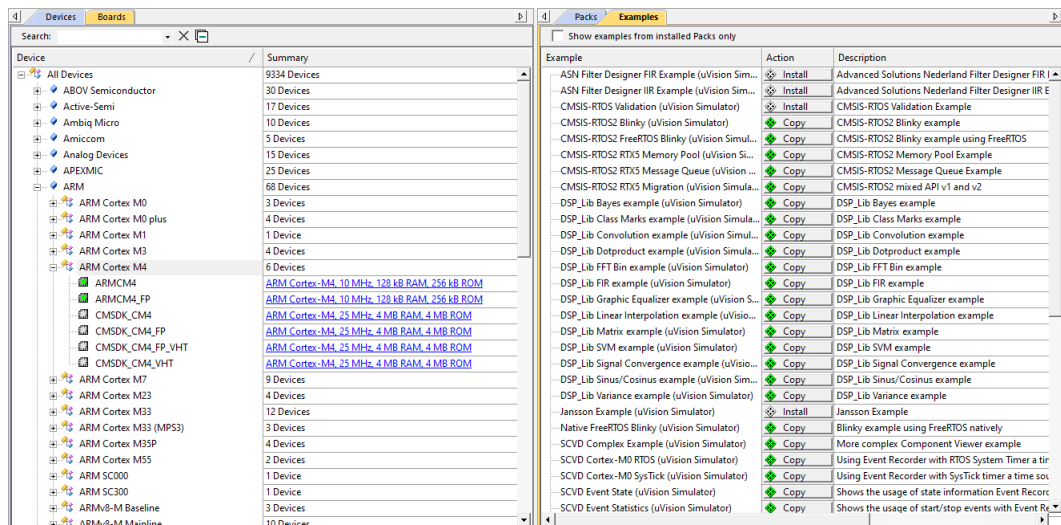 Devices Boards
Search:
Device / Summary
All Devices 9334 Devices
ABOV Semiconductor 30 Devices
Active-Semi 17 Devices
Ambiq Micro 10 Devices
Amiccom 5 Devices
Analog Devices 15 Devices
APEXMIC 25 Devices
ARM 68 Devices
ARM Cortex M0 3 Devices
ARM Cortex M0 plus 4 Devices
ARM Cortex M1 1 Device
ARM Cortex M3 4 Devices
ARM Cortex M4 6 Devices
ARMCM4 ARM Cortex-M4, 10 MHz, 128 kB RAM, 256 kB ROM
ARMCM4_FP ARM Cortex-M4, 10 MHz, 128 kB RAM, 256 kB ROM
CMSDK_CM4 ARM Cortex-M4, 25 MHz, 4 MB RAM, 4 MB ROM
CMSDK_CM4_FP ARM Cortex-M4, 25 MHz, 4 MB RAM, 4 MB ROM
CMSDK_CM4_FP_VHT ARM Cortex-M4, 25 MHz, 4 MB RAM, 4 MB ROM
CMSDK_CM4_VHT ARM Cortex-M4, 25 MHz, 4 MB RAM, 4 MB ROM
ARM Cortex M7 9 Devices
ARM Cortex M23 4 Devices
ARM Cortex M33 12 Devices
ARM Cortex M33 (MPS3) 3 Devices
ARM Cortex M35P 4 Devices
ARM Cortex M55 2 Devices
ARM SC000 1 Device
ARM SC300 1 Device
ARMv8-M Baseline 3 Devices
ARMv8-M Mainline 10 Devices
Packs Examples
Show examples from installed Packs only
Example Action Description
ASN Filter Designer FIR Example (uVision Sim... Install Advanced Solutions Nederland Filter Designer FIR E
ASN Filter Designer IIR Example (uVision Sim... Install Advanced Solutions Nederland Filter Designer IIR E
CMSIS-RTOS Validation (uVision Simulator) Install CMSIS-RTOS Validation Example
CMSIS-RTOS2 Blinky (uVision Simulator) Copy CMSIS-RTOS2 Blinky example
CMSIS-RTOS2 FreeRTOS Blinky (uVision Simul... Copy CMSIS-RTOS2 Blinky example using FreeRTOS
CMSIS-RTOS2 RTX5 Memory Pool (uVision Si... Copy CMSIS-RTOS2 Memory Pool Example
CMSIS-RTOS2 RTX5 Message Queue (uVision ... Copy CMSIS-RTOS2 Message Queue Example
CMSIS-RTOS2 RTX5 Migration (uVision Simula... Copy CMSIS-RTOS2 mixed API v1 and v2
DSP_Lib Bayes example (uVision Simulator) Copy DSP_Lib Bayes example
DSP_Lib Class Marks example (uVision Simula... Copy DSP_Lib Class Marks example
DSP_Lib Convolution example (uVision Simul... Copy DSP_Lib Convolution example
DSP_Lib Dotproduct example (uVision Simula... Copy DSP_Lib Dotproduct example
DSP_Lib FFT Bin example (uVision Simulator) Copy DSP_Lib FFT Bin example
DSP_Lib FIR example (uVision Simulator) Copy DSP_Lib FIR example
DSP_Lib Graphic Equalizer example (uVision S... Copy DSP_Lib Graphic Equalizer example
DSP_Lib Linear Interpolation example (uVisio... Copy DSP_Lib Linear Interpolation example
DSP_Lib Matrix example (uVision Simulator) Copy DSP_Lib Matrix example
DSP_Lib SVM example (uVision Simulator) Copy DSP_Lib SVM example
DSP_Lib Signal Convergence example (uVisio... Copy DSP_Lib Signal Convergence example
DSP_Lib Sinus/Cosinus example (uVision Sim... Copy DSP_Lib Sinus/Cosinus example
DSP_Lib Variance example (uVision Simulator) Copy DSP_Lib Variance example
Jansson Example (uVision Simulator) Install Jansson Example
Native FreeRTOS Blinky (uVision Simulator) Copy Blinky example using FreeRTOS natively
SCVD Complex Example (uVision Simulator) Copy More complex Component Viewer example
SCVD Cortex-M0 RTOS (uVision Simulator) Copy Using Event Recorder with RTOS System Timer a tin
SCVD Cortex-M0 SysTick (uVision Simulator) Copy Using Event Recorder with SysTick timer a time sou
SCVD Event State (uVision Simulator) Copy Shows the usage of state information Event Record
SCVD Event Statistics (uVision Simulator) Copy Shows the usage of start/stop events with Event Re